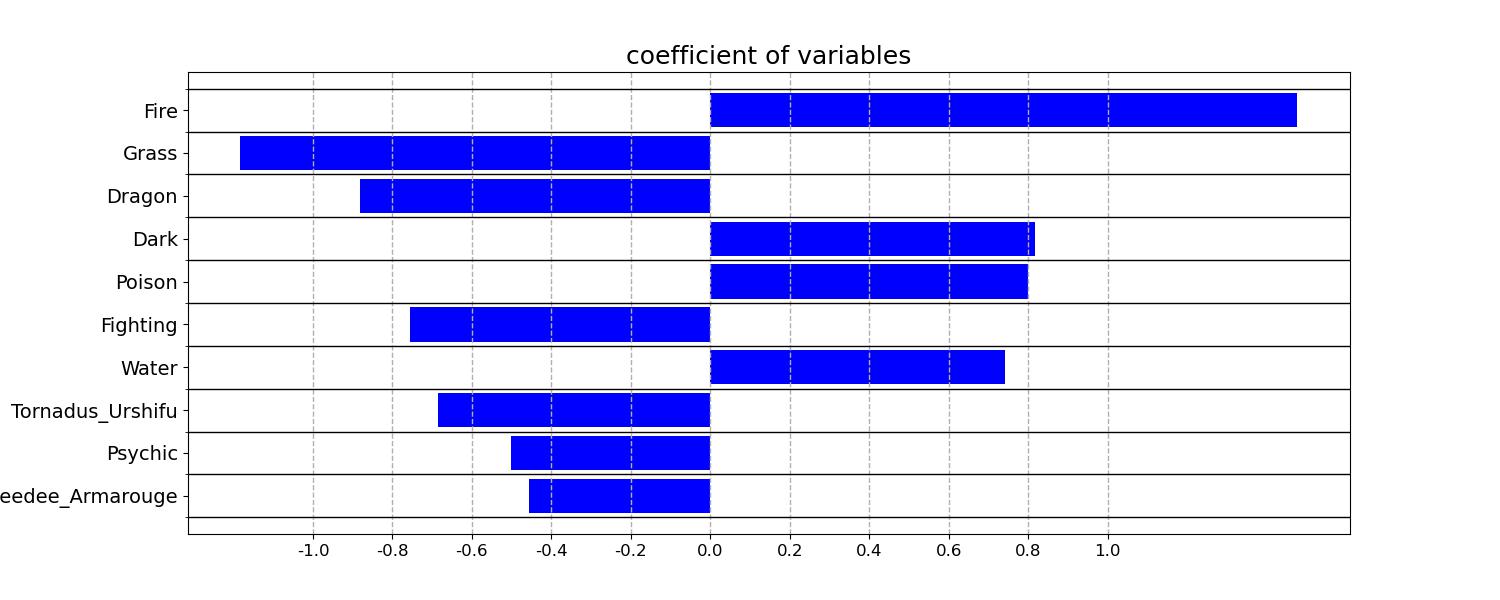 coefficient of variables
Fire
Grass
Dragon
Dark
Poison
Fighting
Water
Tornadus_Urshifu
Psychic
eedee_Armarouge
-1.0 -0.8 -0.6 -0.4 -0.2 0.0 0.2 0.4 0.6 0.8 1.0